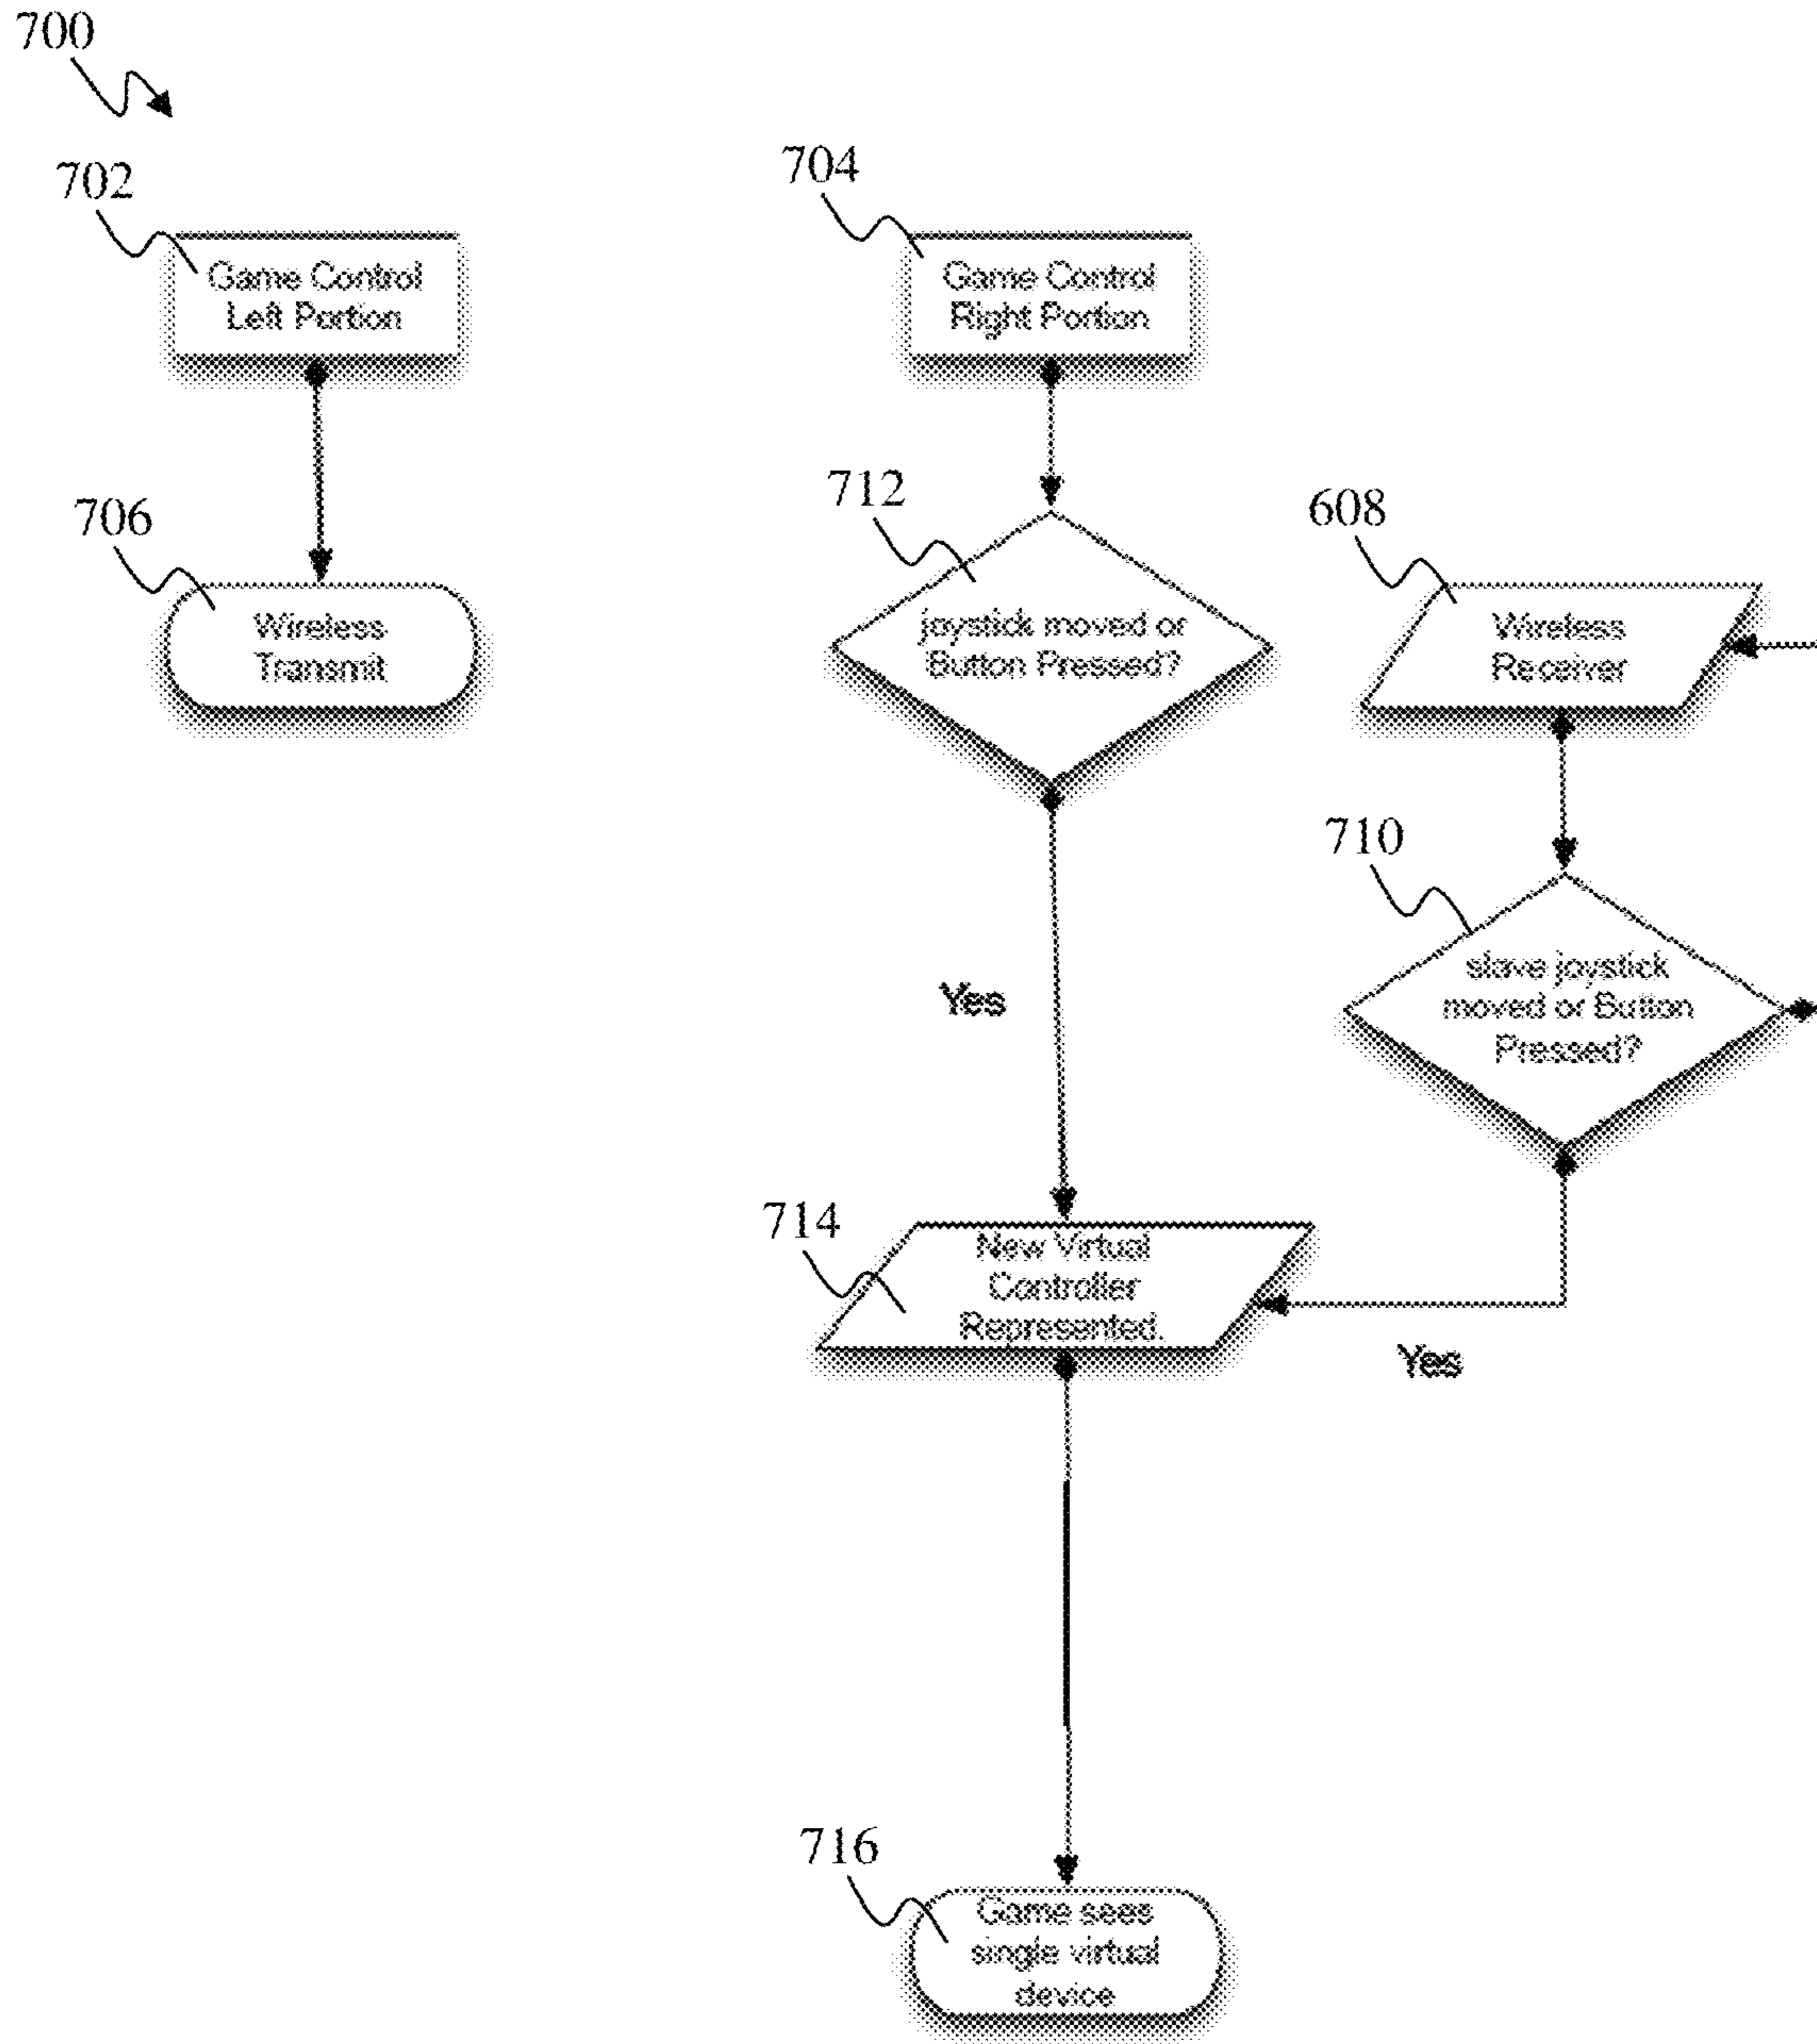 700
702
Game Control
Left Portion
704
Game Control
Right Portion
706
Wireless
Transmit
712
joystick moved or
Button Pressed?
608
Wireless
Receiver
710
slave joystick
moved or Button
Pressed?
Yes
714
New Virtual
Controller
Represented.
Yes
716
Game sees
single virtual
device